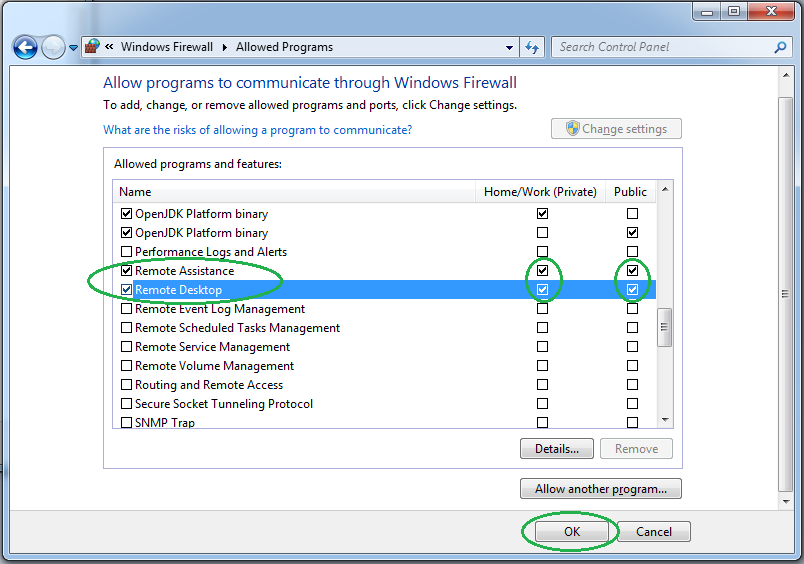 « Windows Firewall ▸ Allowed Programs
Search Control Panel
Allow programs to communicate through Windows Firewall
To add, change, or remove allowed programs and ports, click Change settings.
What are the risks of allowing a program to communicate?
Change settings
Allowed programs and features:
Name Home/Work (Private) Public
OpenJDK Platform binary
OpenJDK Platform binary
Performance Logs and Alerts
Remote Assistance
Remote Desktop
Remote Event Log Management
Remote Scheduled Tasks Management
Remote Service Management
Remote Volume Management
Routing and Remote Access
Secure Socket Tunneling Protocol
SNMP Trap
Details... Remove
Allow another program...
OK Cancel